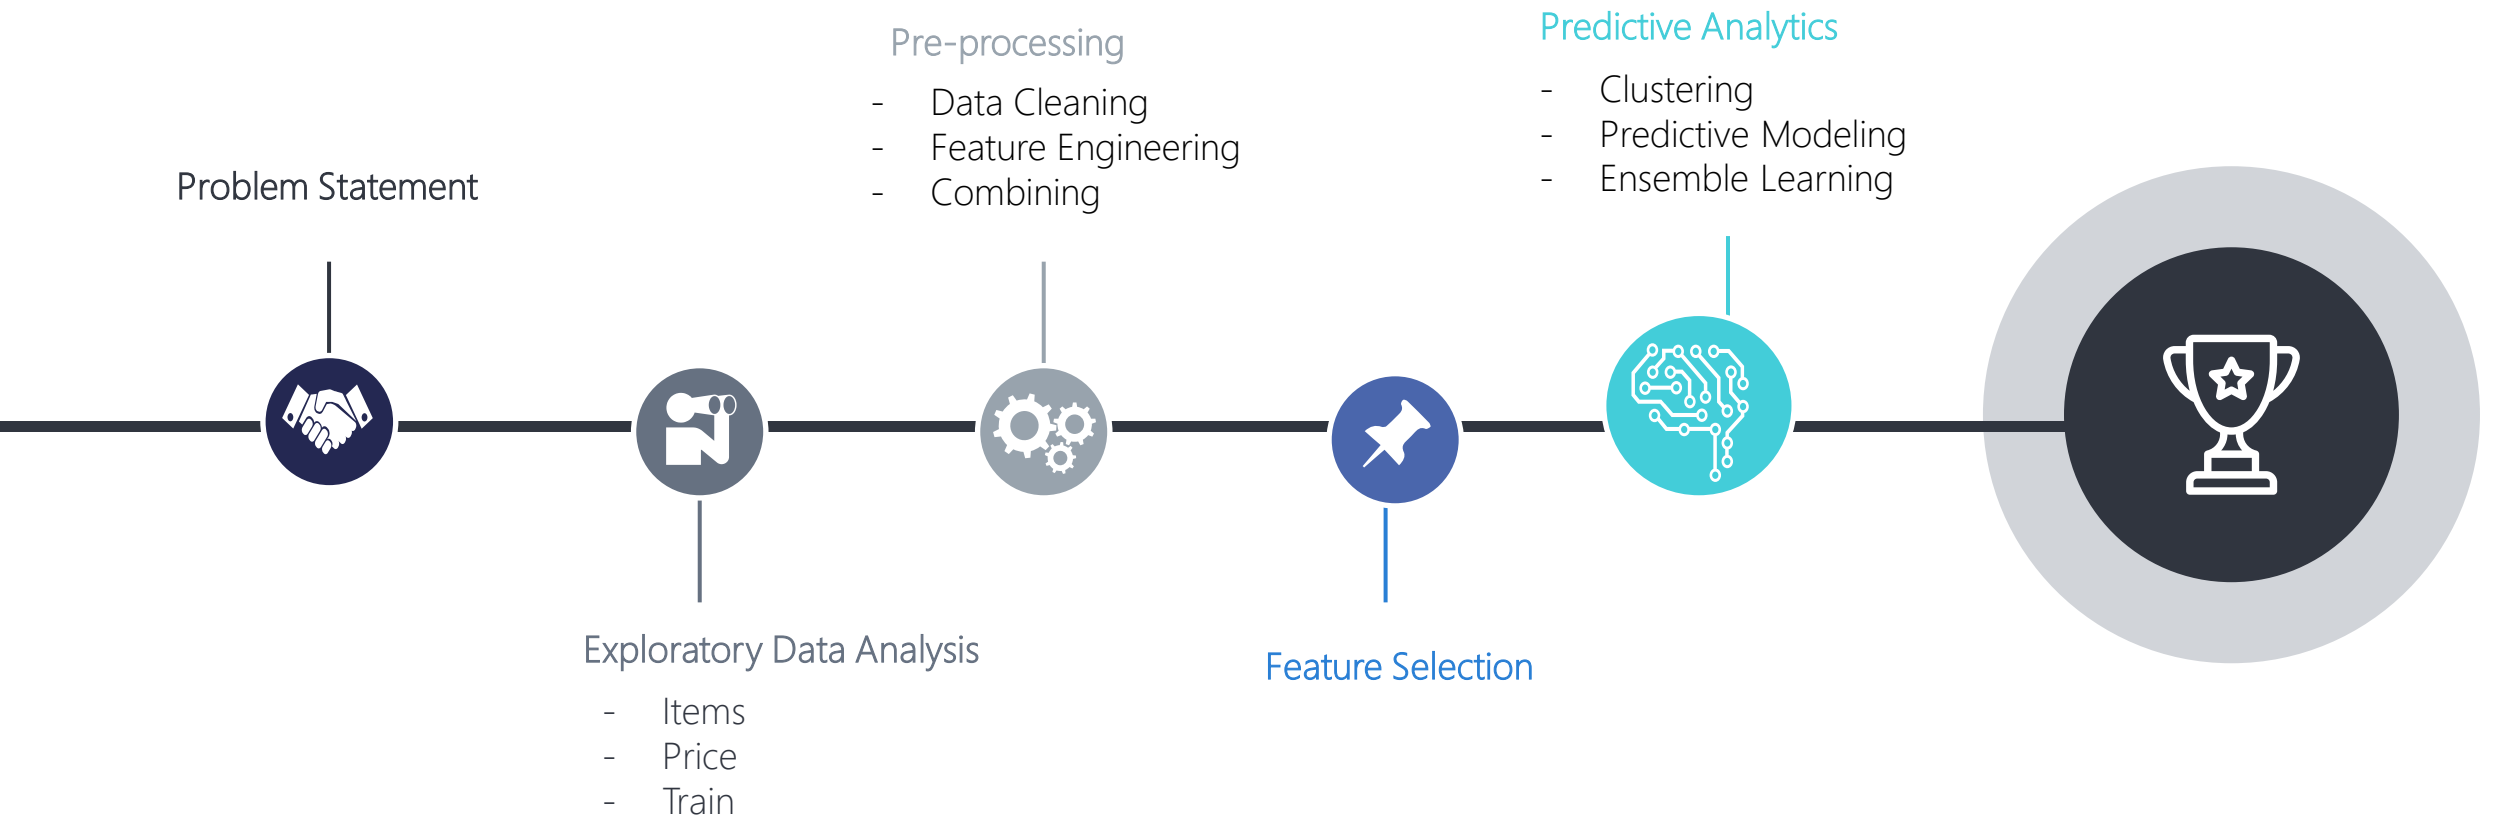 Problem Statement
Exploratory Data Analysis
- Items
- Price
- Train
Pre-processing
- Data Cleaning
- Feature Engineering
- Combining
Feature Selection
Predictive Analytics
- Clustering
- Predictive Modeling
- Ensemble Learning